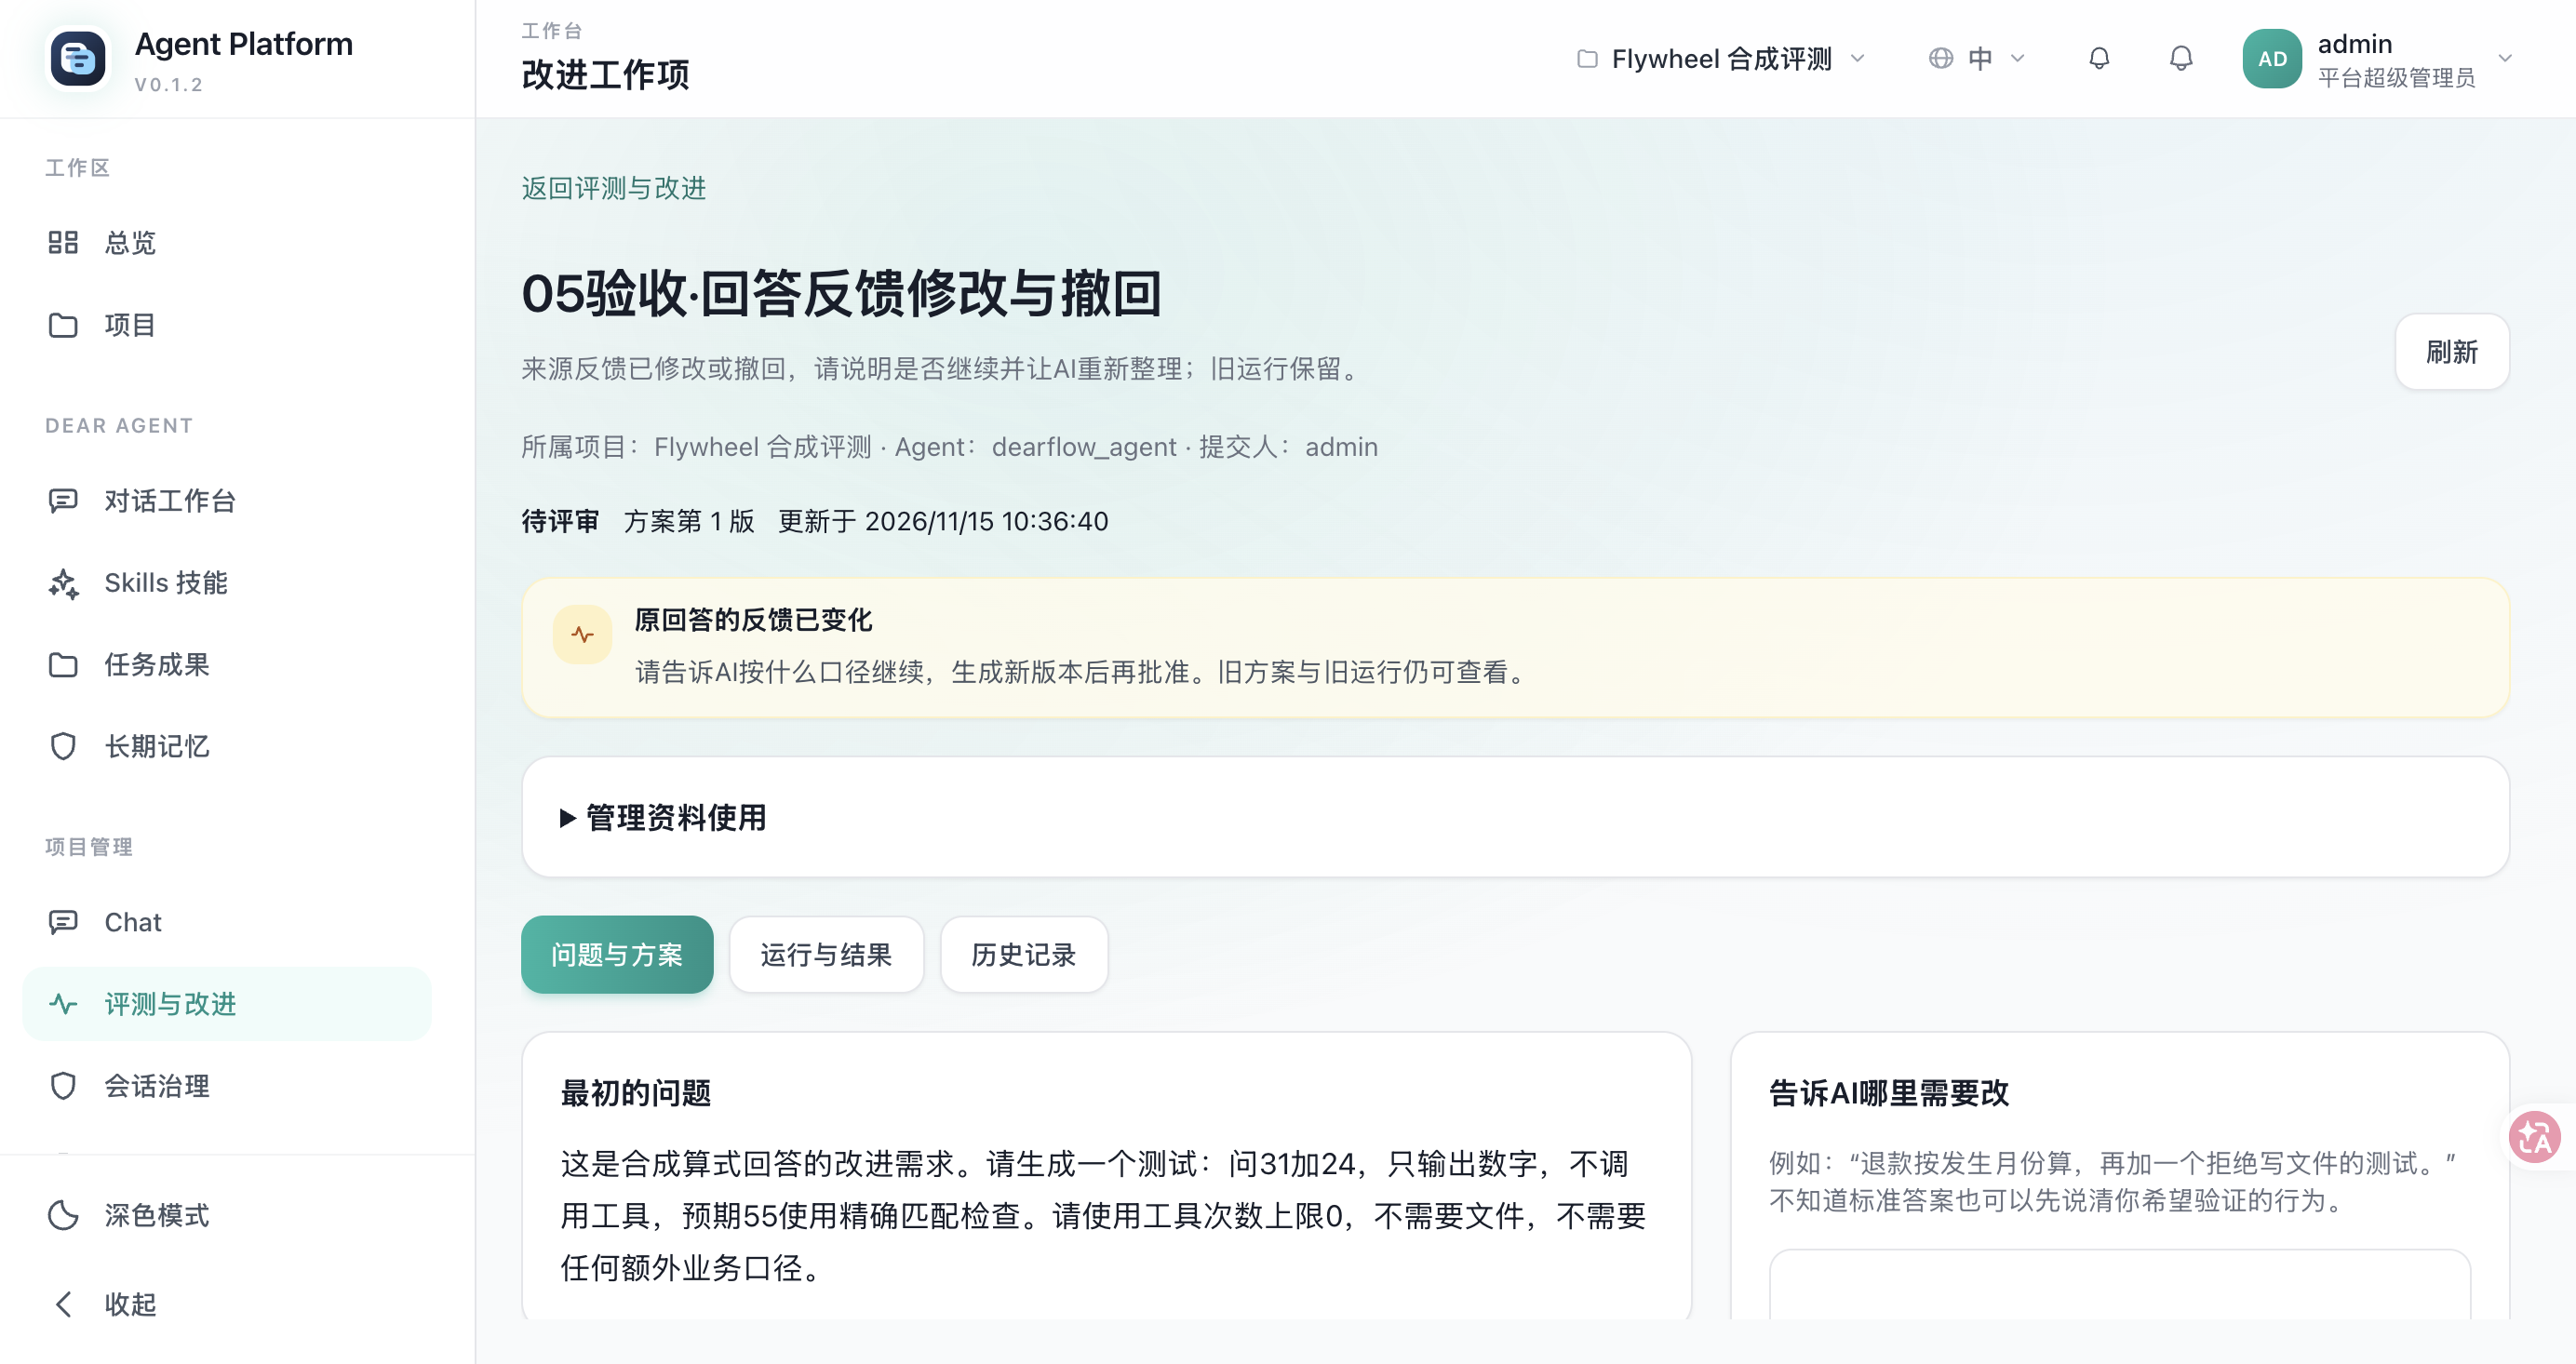 Agent Platform
V0.1.2
工作区
总览
项目
DEAR AGENT
对话工作台
Skills 技能
任务成果
长期记忆
项目管理
Chat
评测与改进
会话治理
深色模式
收起
工作台
改进工作项
Flywheel 合成评测
中
AD
admin
平台超级管理员
返回评测与改进
05验收·回答反馈修改与撤回
来源反馈已修改或撤回，请说明是否继续并让AI重新整理；旧运行保留。
刷新
所属项目：Flywheel 合成评测 · Agent：dearflow_agent · 提交人：admin
待评审 方案第 1 版 更新于 2026/11/15 10:36:40
原回答的反馈已变化
请告诉AI按什么口径继续，生成新版本后再批准。旧方案与旧运行仍可查看。
管理资料使用
问题与方案 运行与结果 历史记录
最初的问题
这是合成算式回答的改进需求。请生成一个测试：问31加24，只输出数字，不调
用工具，预期55使用精确匹配检查。请使用工具次数上限0，不需要文件，不需要
任何额外业务口径。
告诉AI哪里需要改
例如：“退款按发生月份算，再加一个拒绝写文件的测试。”
不知道标准答案也可以先说清你希望验证的行为。